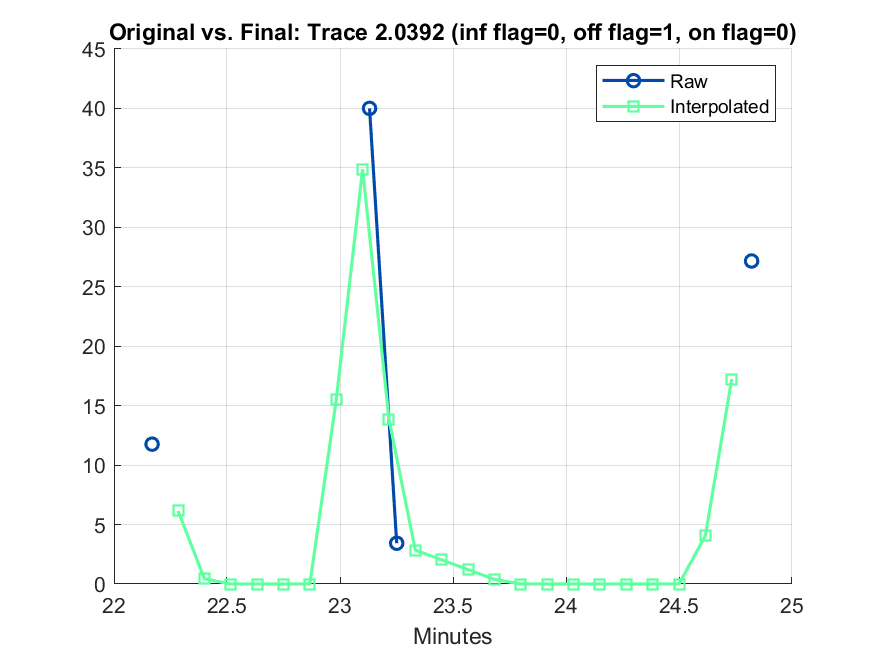 Original vs. Final: Trace 2.0392 (inf flag=0, off flag=1, on flag=0)
45
40
35
30
25
20
15
10
5
0
Raw
Interpolated
22 22.5 23 23.5 24 24.5 25
Minutes